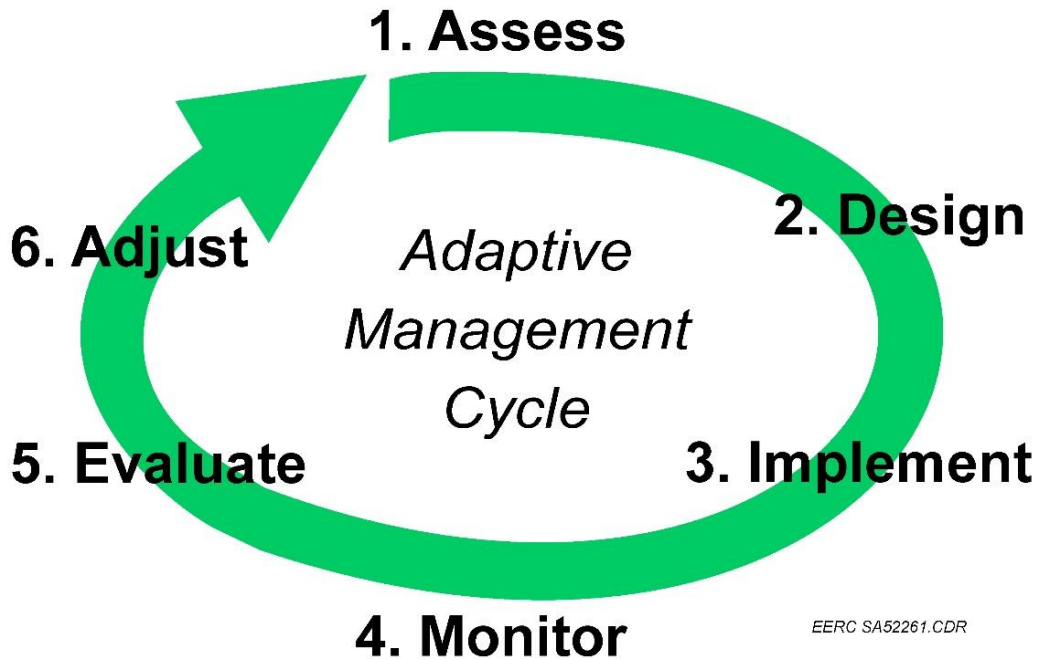 1. Assess
2. Design
6. Adjust
Adaptive
Management
Cycle
5. Evaluate
3. Implement
4. Monitor
EERC SA52261.CDR